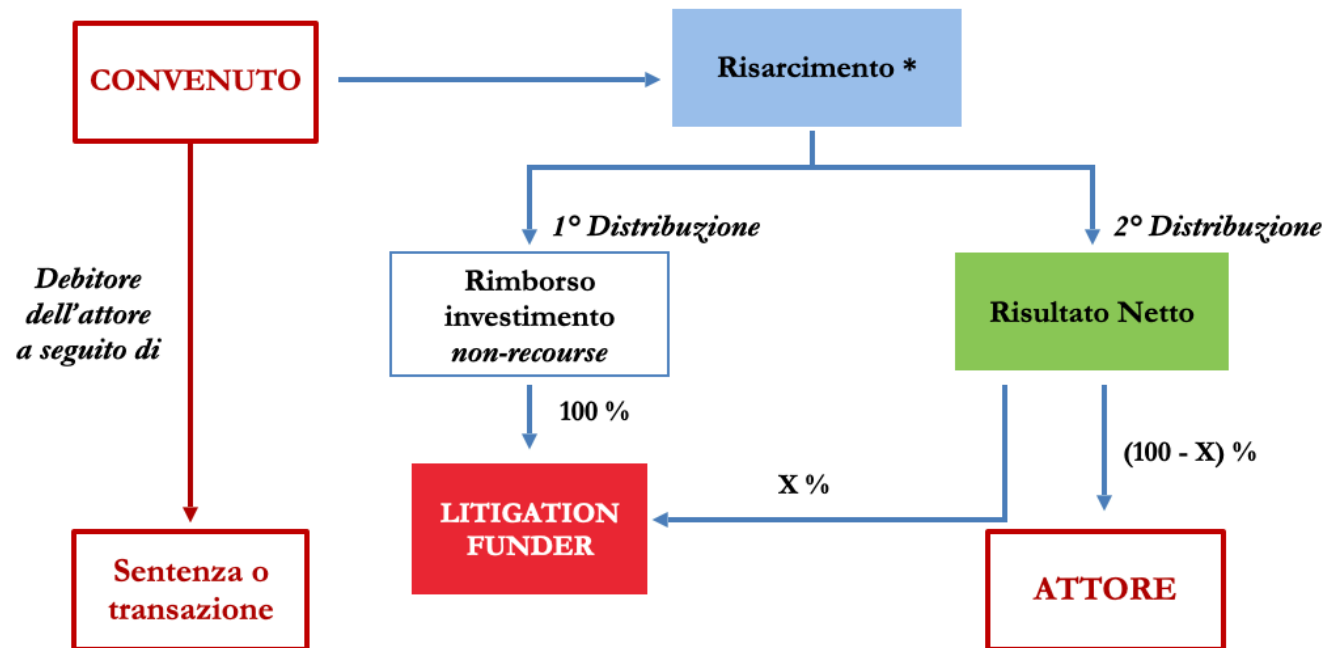 CONVENUTO
Risarcimento *
1° Distribuzione
2° Distribuzione
Debitore
dell’attore
a seguito di
Rimborso
investimento
non-recourse
Risultato Netto
100 %
(100 - X) %
X %
LITIGATION
FUNDER
Sentenza o
transazione
ATTORE